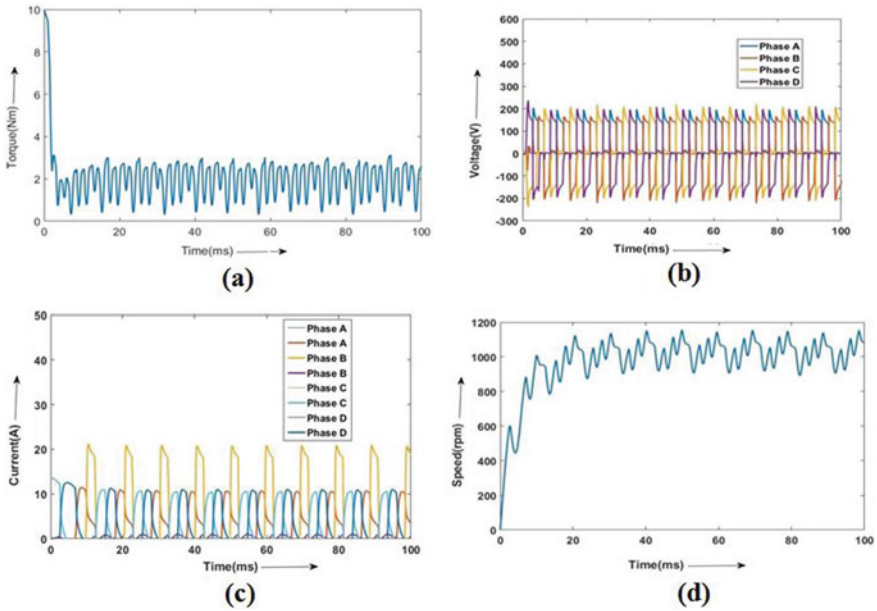 10
8
6
4
2
0
Torque(Nm)
0 20 40 60 80 100
Time(ms)
(a)
600
500
400
300
200
100
0
-100
-200
-300
Voltage(V)
Phase A
Phase B
Phase C
Phase D
0 20 40 60 80 100
Time(ms)
(b)
50
40
30
20
10
0
Current(A)
Phase A
Phase A
Phase B
Phase B
Phase C
Phase C
Phase D
Phase D
0 20 40 60 80 100
Time(ms)
(c)
1200
1000
800
600
400
200
0
Speed(rpm)
0 20 40 60 80 100
Time(ms)
(d)